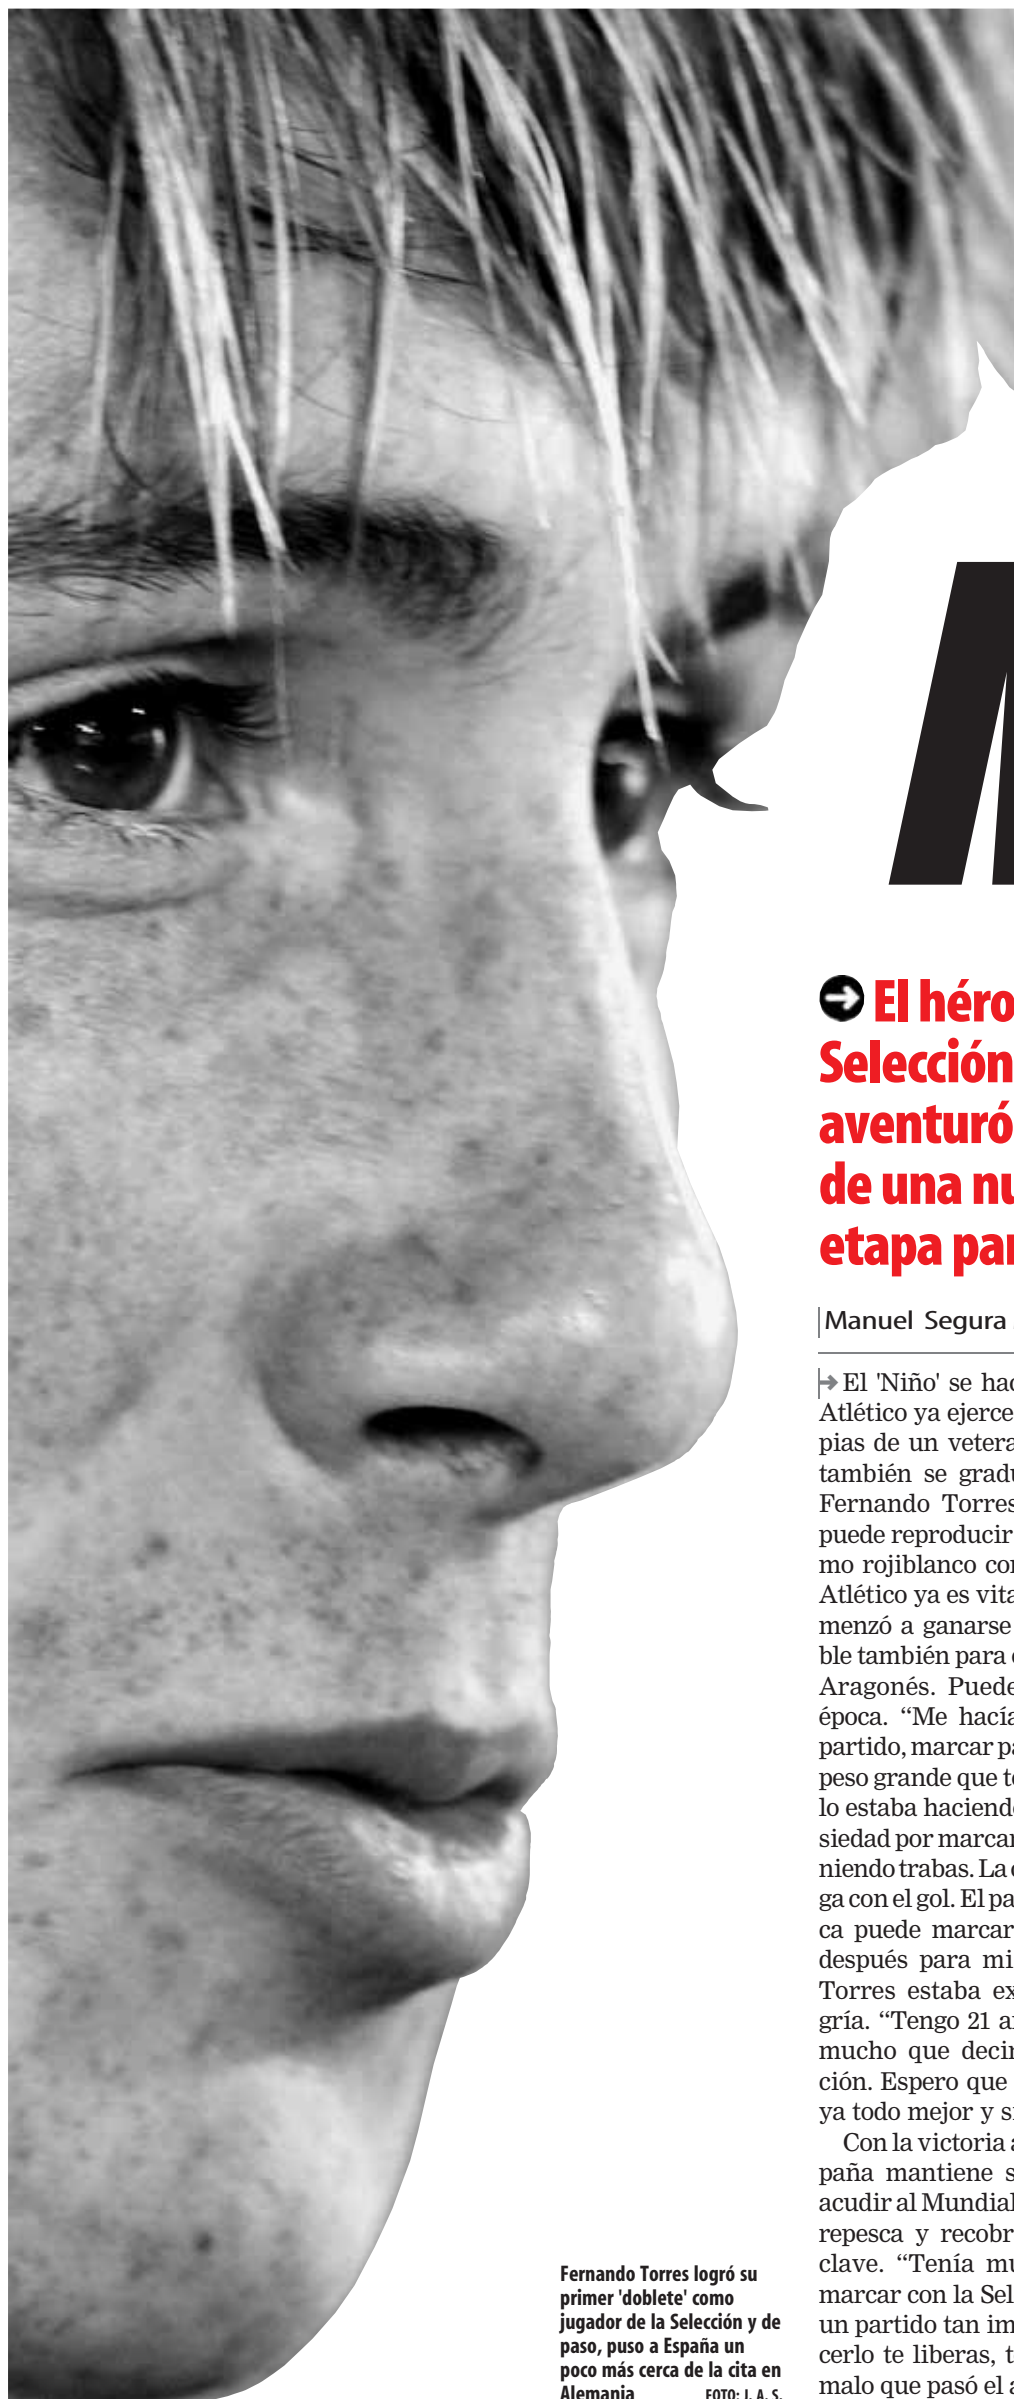 El héro
Selección
aventuró
de una nu
etapa par
Manuel Segura
El 'Niño' se hac
Atlético ya ejerce
pias de un vetera
también se gradu
Fernando Torres
puede reproducir
mo rojiblanco con
Atlético ya es vita
menzó a ganarse
ble también para
Aragonés. Puede
época. “Me hacía
partido, marcar pa
peso grande que te
lo estaba haciendo
siedad por marcar
niendo trabas. La
ga con el gol. El pa
ca puede marcar
después para mi
Torres estaba ex
gría. “Tengo 21 añ
mucho que decir
ción. Espero que
ya todo mejor y si
Con la victoria a
paña mantiene s
acudir al Mundial
repesca y recobr
clave. “Tenía mu
marcar con la Sel
un partido tan im
cerlo te liberas, t
malo que pasó el a
Fernando Torres logró su
primer 'doblete' como
jugador de la Selección y de
paso, puso a España un
poco más cerca de la cita en
Alemania FOTO: J. A. S.